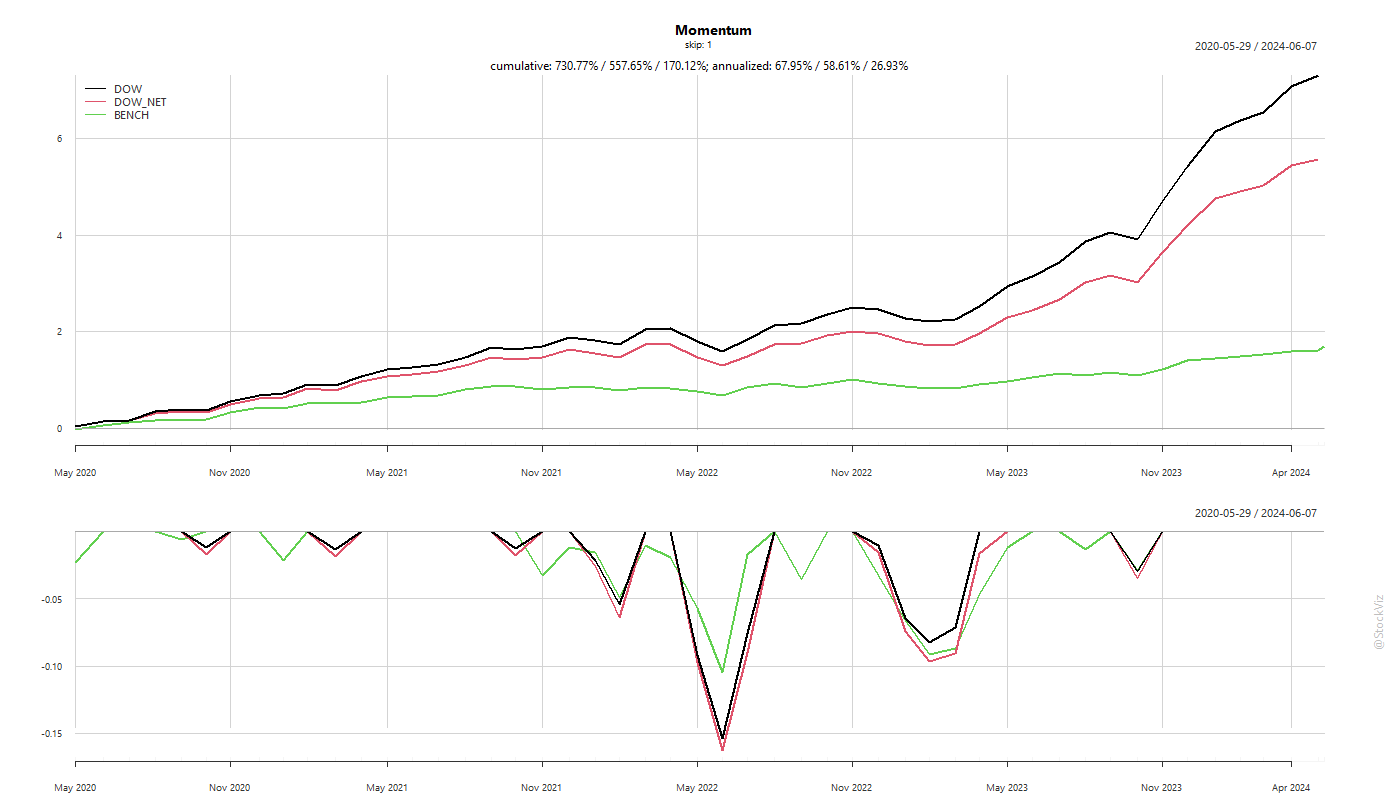 Momentum
skip: 1
2020-05-29 / 2024-06-07
cumulative: 730.77% / 557.65% / 170.12%; annualized: 67.95% / 58.61% / 26.93%
DOW
DOW_NET
BENCH
6
4
2
0
May 2020 Nov 2020 May 2021 Nov 2021 May 2022 Nov 2022 May 2023 Nov 2023 Apr 2024
2020-05-29 / 2024-06-07
-0.05
-0.10
-0.15
May 2020 Nov 2020 May 2021 Nov 2021 May 2022 Nov 2022 May 2023 Nov 2023 Apr 2024
@StockViz